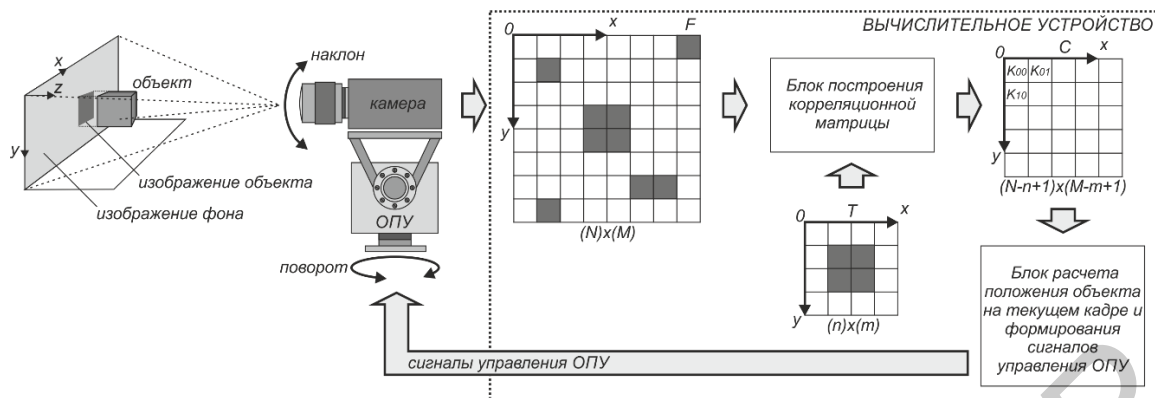 ВЫЧИСЛИТЕЛЬНОЕ УСТРОЙСТВО
x
z
y
объект
изображение объекта
изображение фона
наклон
камера
ОПУ
поворот
0
x
F
y
(N)x(M)
Блок построения
корреляционной
матрицы
0
T
x
y
(n)x(m)
0
C
x
K00 K01
K10
y
(N-n+1)x(M-m+1)
Блок расчета
положения объекта
на текущем кадре и
формирования
сигналов
управления ОПУ
сигналы управления ОПУ